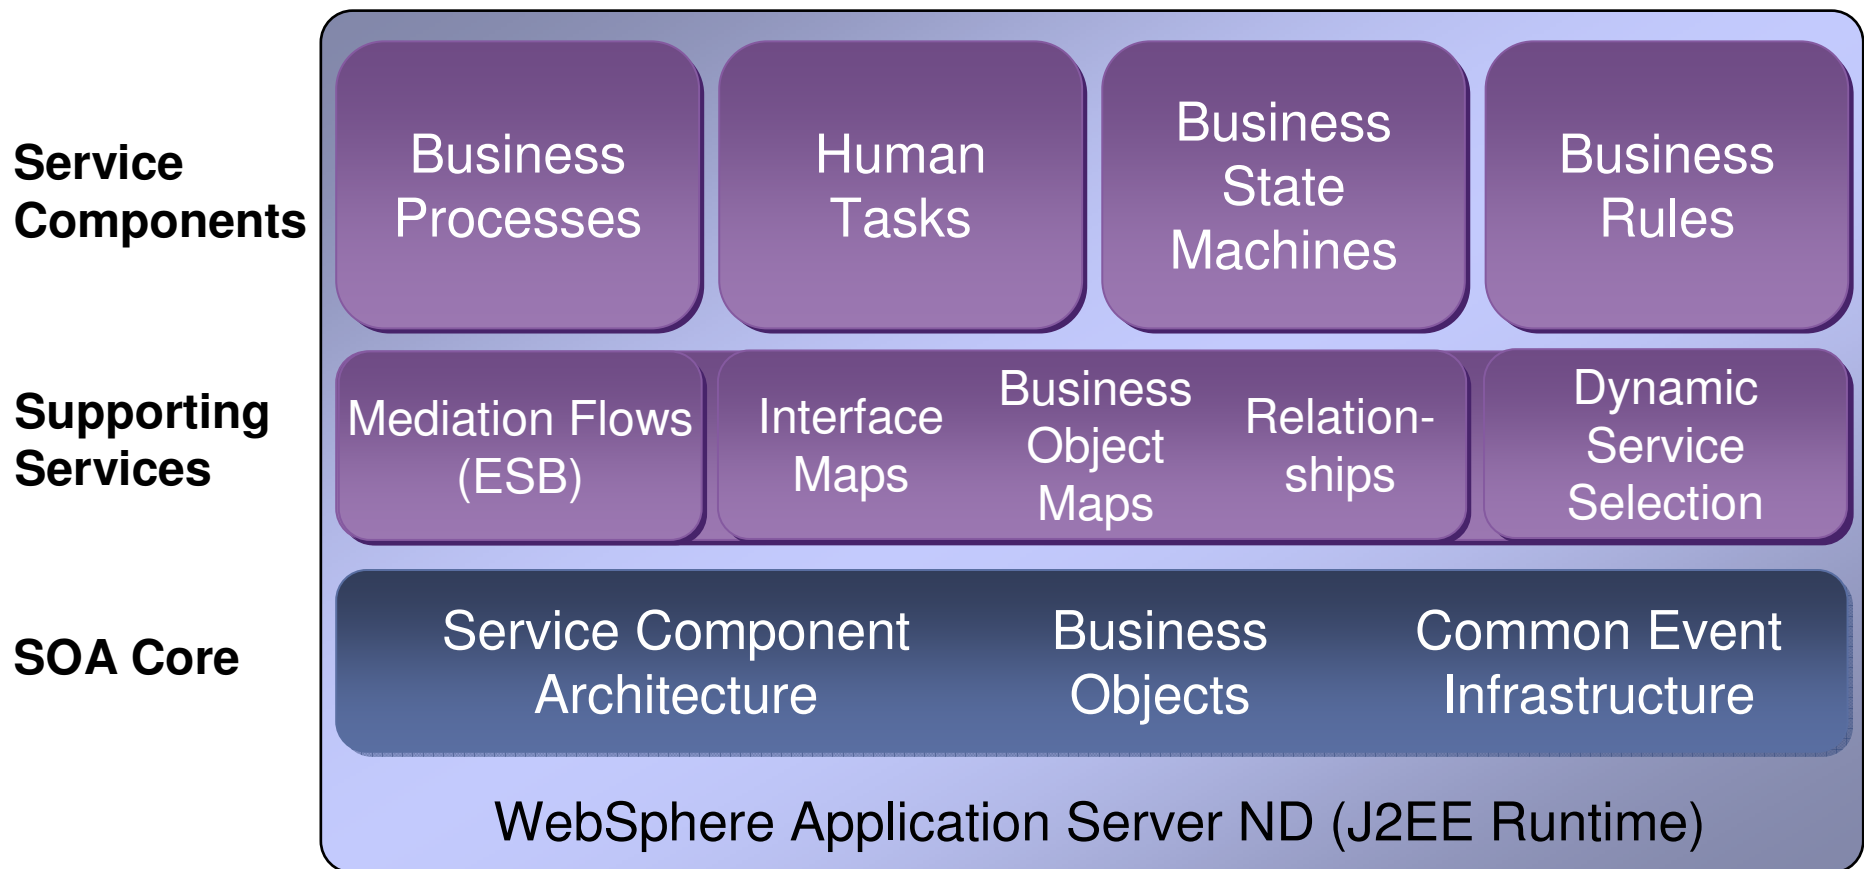 Service
Components
Business
Processes
Human
Tasks
Business
State
Machines
Business
Rules
Supporting
Services
Mediation Flows
(ESB)
Interface
Maps
Business
Object
Maps
Relation-
ships
Dynamic
Service
Selection
SOA Core
Service Component
Architecture
Business
Objects
Common Event
Infrastructure
WebSphere Application Server ND (J2EE Runtime)